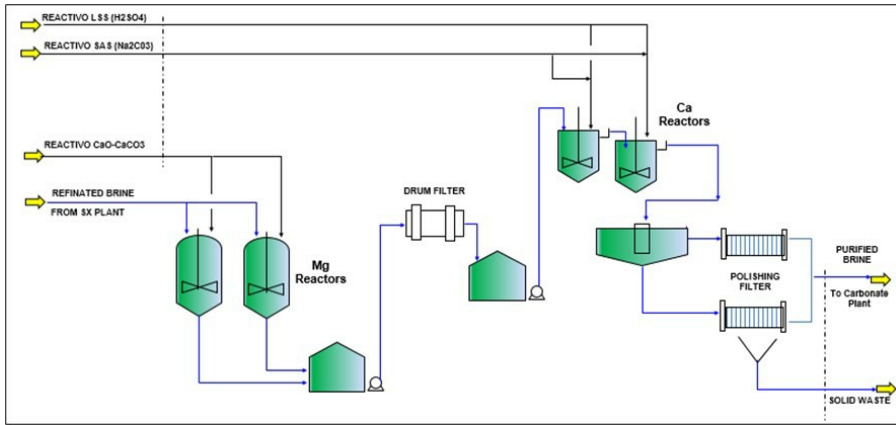 REACTIVO LSS (H2SO4)
REACTIVO SAS (Na2C03)
Ca
Reactors
REACTIVO CaO-CaCO3
REFINATED BRINE
FROM SX PLANT
DRUM FILTER
Mg
Reactors
POLISHING
FILTER
PURIFIED
BRINE
To Carbonate
Plant
SOLID WASTE